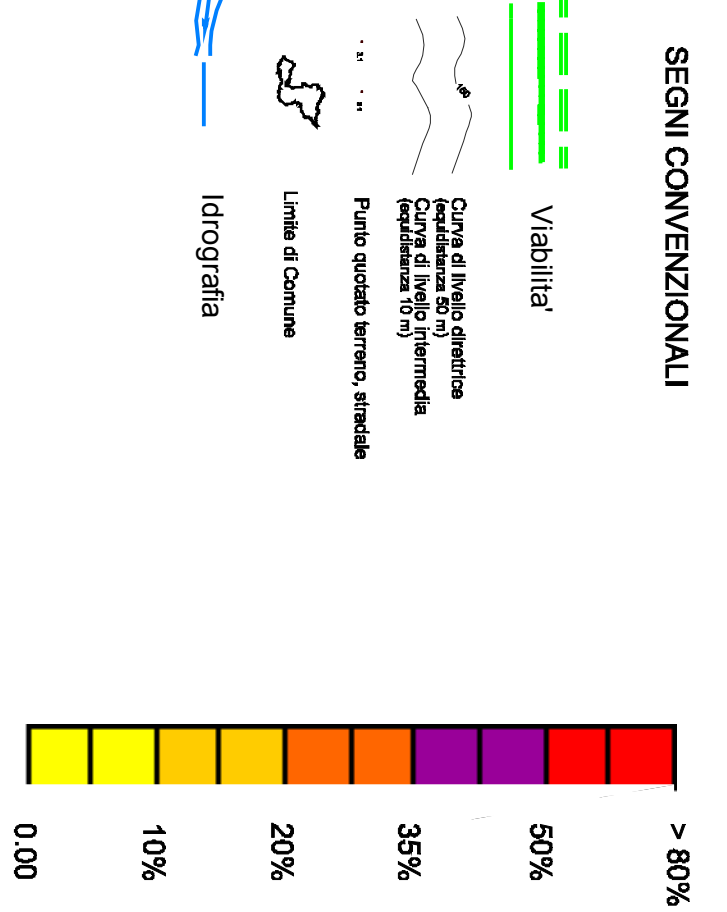 SEGNI CONVENZIONALI
Viabilita'
150
Curva di livello direttrice
(equidistanza 50 m)
Curva di livello intermedia
(equidistanza 10 m)
Punto quotato terreno, stradale
Limite di Comune
Idrografia
> 80%
50%
35%
20%
10%
0.00